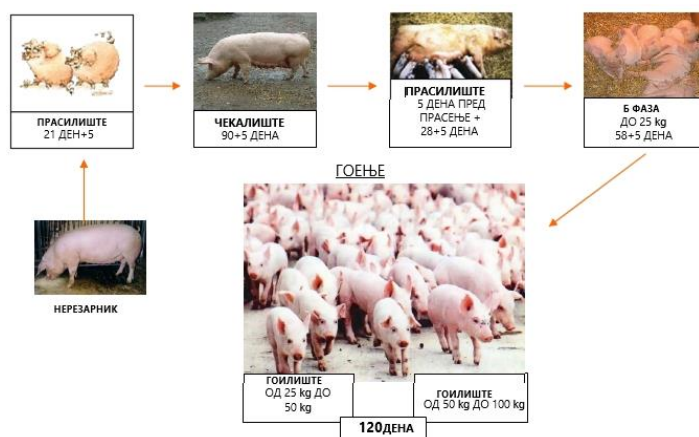 ПРАСИЛИШТЕ
21 ДЕН+5
ЧЕКАЛИШТЕ
90+5 ДЕНА
ПРАСИЛИШТЕ
5 ДЕНА ПРЕД
ПРАСЕЊЕ +
28+5 ДЕНА
Б ФАЗА
ДО 25 kg
58+5 ДЕНА
НЕРЕЗАРНИК
ГОЕЊЕ
ГОИЛИШТЕ
ОД 25 kg ДО
50 kg
ГОИЛИШТЕ
ОД 50 kg ДО 100 kg
120ДЕНА